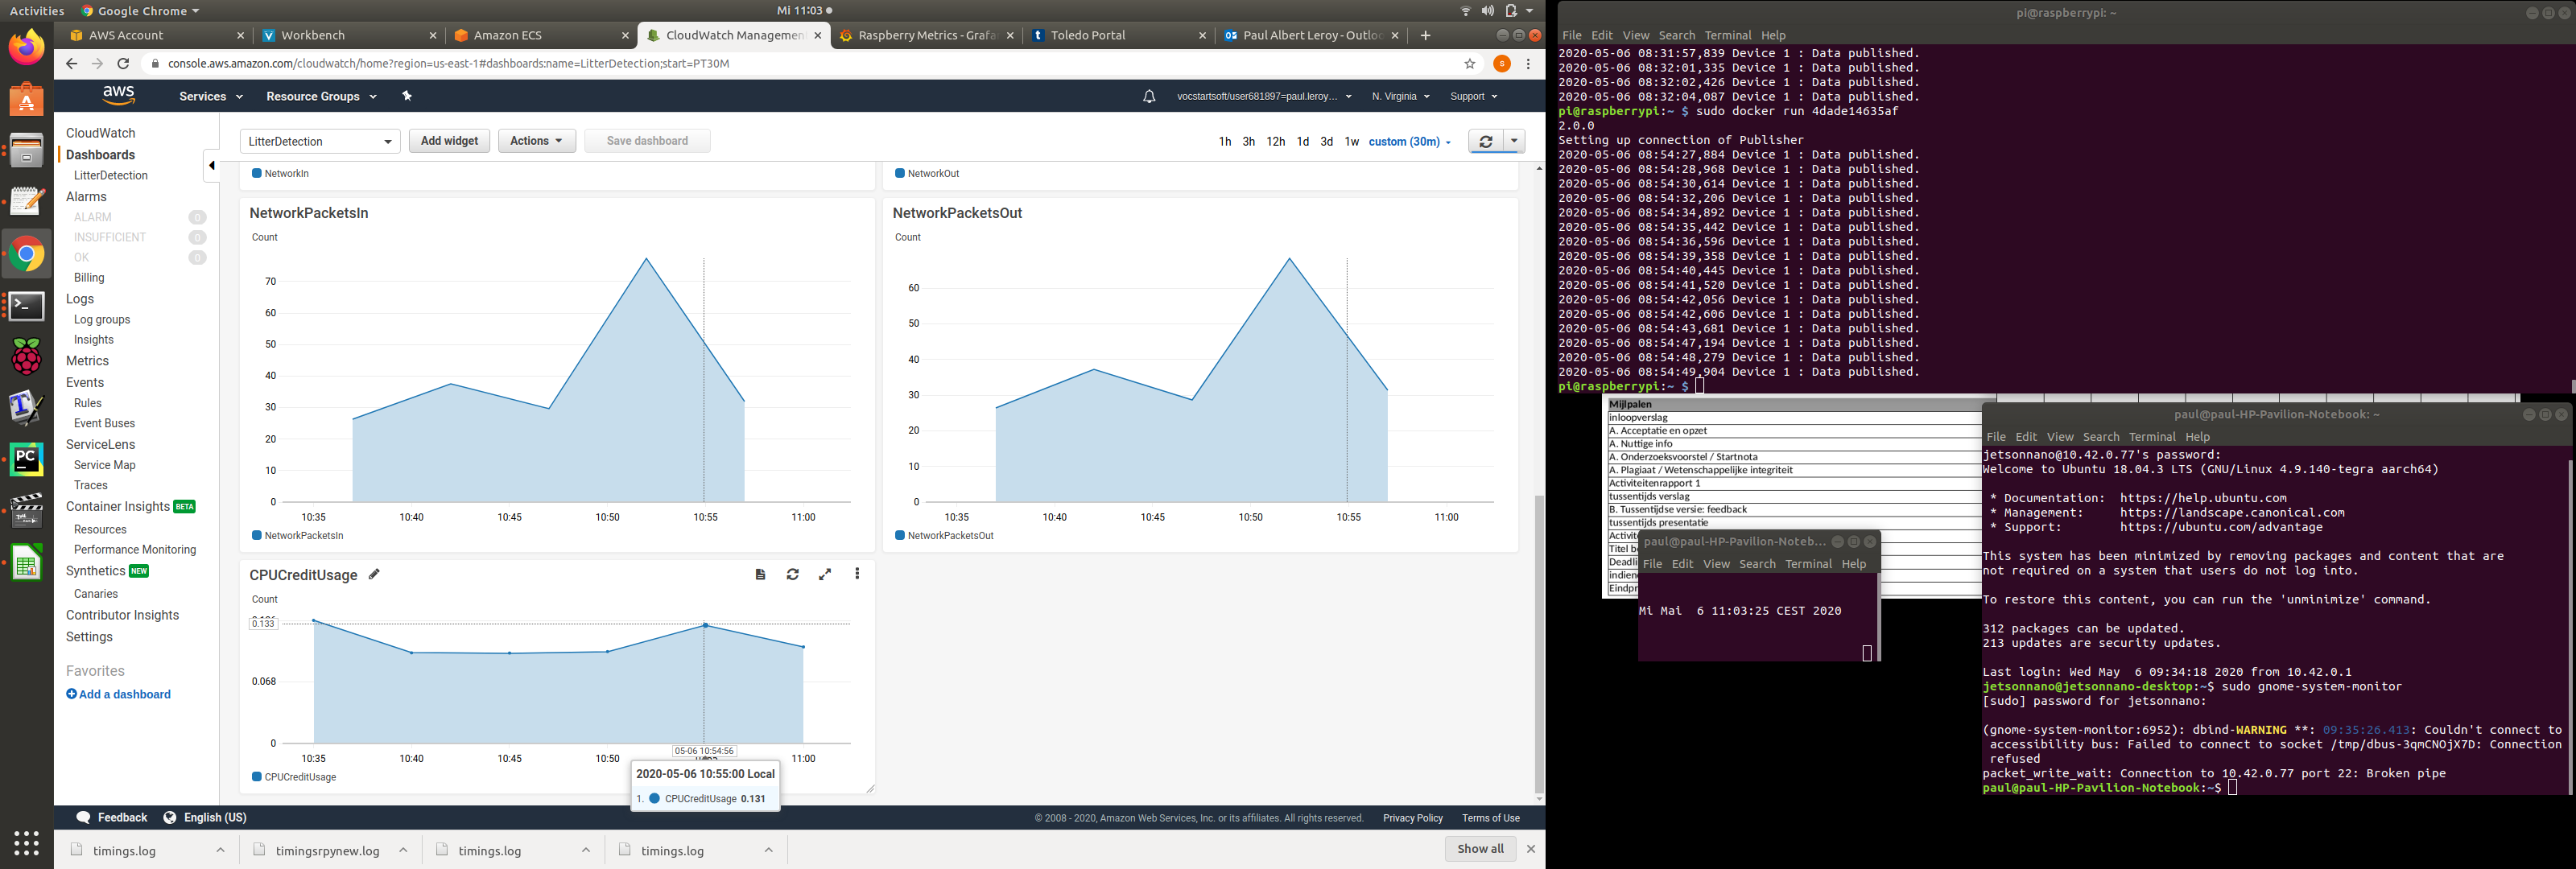 Activities
Google Chrome
Mi 11:03
AWS Account
Workbench
Amazon ECS
CloudWatch Managemen
Raspberry Metrics - Grafa
Toledo Portal
Paul Albert Leroy - Outlo
console.aws.amazon.com/cloudwatch/home?region=us-east-1#dashboards:name=LitterDetection;start=PT30M
S
aws
Services
Resource Groups
vocstartsoft/user681897=paul.leroy...
N. Virginia
Support
CloudWatch
Dashboards
LitterDetection
Alarms
ALARM 0
INSUFFICIENT 0
OK 0
Billing
Logs
Log groups
Insights
Metrics
Events
Rules
Event Buses
ServiceLens
Service Map
Traces
Container Insights BETA
Resources
Performance Monitoring
Synthetics NEW
Canaries
Contributor Insights
Settings
Favorites
Add a dashboard
LitterDetection
Add widget
Actions
Save dashboard
1h 3h 12h 1d 3d 1w custom (30m)
NetworkIn
NetworkOut
NetworkPacketsIn
Count
70
60
50
40
30
20
10
0
10:35 10:40 10:45 10:50 10:55 11:00
NetworkPacketsIn
NetworkPacketsOut
Count
60
50
40
30
20
10
0
10:35 10:40 10:45 10:50 10:55 11:00
NetworkPacketsOut
CPUCreditUsage
Count
0.133
0.068
0
05-06 10:54:56
10:35 10:40 10:45 10:50 11:00
CPUCreditUsage
2020-05-06 10:55:00 Local
1. CPUCreditUsage 0.131
Feedback
English (US)
© 2008 - 2020, Amazon Web Services, Inc. or its affiliates. All rights reserved.
Privacy Policy
Terms of Use
timings.log
timingsrpynew.log
timings.log
timings.log
Show all
pi@raspberrypi: ~
File Edit View Search Terminal Help
2020-05-06 08:31:57,839 Device 1 : Data published.
2020-05-06 08:32:01,335 Device 1 : Data published.
2020-05-06 08:32:02,426 Device 1 : Data published.
2020-05-06 08:32:04,087 Device 1 : Data published.
pi@raspberrypi:~ $ sudo docker run 4dade14635af
2.0.0
Setting up connection of Publisher
2020-05-06 08:54:27,884 Device 1 : Data published.
2020-05-06 08:54:28,968 Device 1 : Data published.
2020-05-06 08:54:30,614 Device 1 : Data published.
2020-05-06 08:54:32,206 Device 1 : Data published.
2020-05-06 08:54:34,892 Device 1 : Data published.
2020-05-06 08:54:35,442 Device 1 : Data published.
2020-05-06 08:54:36,596 Device 1 : Data published.
2020-05-06 08:54:39,358 Device 1 : Data published.
2020-05-06 08:54:40,445 Device 1 : Data published.
2020-05-06 08:54:41,520 Device 1 : Data published.
2020-05-06 08:54:42,056 Device 1 : Data published.
2020-05-06 08:54:42,606 Device 1 : Data published.
2020-05-06 08:54:43,681 Device 1 : Data published.
2020-05-06 08:54:47,194 Device 1 : Data published.
2020-05-06 08:54:48,279 Device 1 : Data published.
2020-05-06 08:54:49,904 Device 1 : Data published.
pi@raspberrypi:~ $
Mijlpalen
inloopverslag
A. Acceptatie en opzet
A. Nuttige info
A. Onderzoeksvoorstel / Startnota
A. Plagiaat / Wetenschappelijke integriteit
Activiteitenrapport 1
tussentijds verslag
B. Tussentijdse versie: feedback
tussentijds presentatie
Activite
Titel be
Deadli
indien
Eindpr
paul@paul-HP-Pavilion-Noteb...
File Edit View Search Terminal Help
Mi Mai  6 11:03:25 CEST 2020
paul@paul-HP-Pavilion-Notebook: ~
File Edit View Search Terminal Help
jetsonnano@10.42.0.77's password:
Welcome to Ubuntu 18.04.3 LTS (GNU/Linux 4.9.140-tegra aarch64)
* Documentation:  https://help.ubuntu.com
* Management:     https://landscape.canonical.com
* Support:        https://ubuntu.com/advantage
This system has been minimized by removing packages and content that are
not required on a system that users do not log into.
To restore this content, you can run the 'unminimize' command.
312 packages can be updated.
213 updates are security updates.
Last login: Wed May  6 09:34:18 2020 from 10.42.0.1
jetsonnano@jetsonnano-desktop:~$ sudo gnome-system-monitor
[sudo] password for jetsonnano:
(gnome-system-monitor:6952): dbind-WARNING **: 09:35:26.413: Couldn't connect to
accessibility bus: Failed to connect to socket /tmp/dbus-3qmCNOjX7D: Connection
refused
packet_write_wait: Connection to 10.42.0.77 port 22: Broken pipe
paul@paul-HP-Pavilion-Notebook:~$